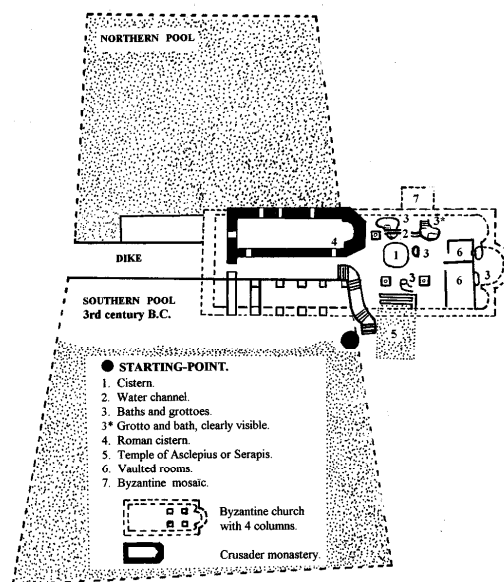 NORTHERN POOL
7
3
3*
2
4
1
3
6
DIKE
6
3
3
SOUTHERN POOL
3rd century B.C.
5
STARTING-POINT.
1. Cistern.
2. Water channel.
3. Baths and grottoes.
3* Grotto and bath, clearly visible.
4. Roman cistern.
5. Temple of Asclepius or Serapis.
6. Vaulted rooms.
7. Byzantine mosaïc.
Byzantine church
with 4 columns.
Crusader monastery.